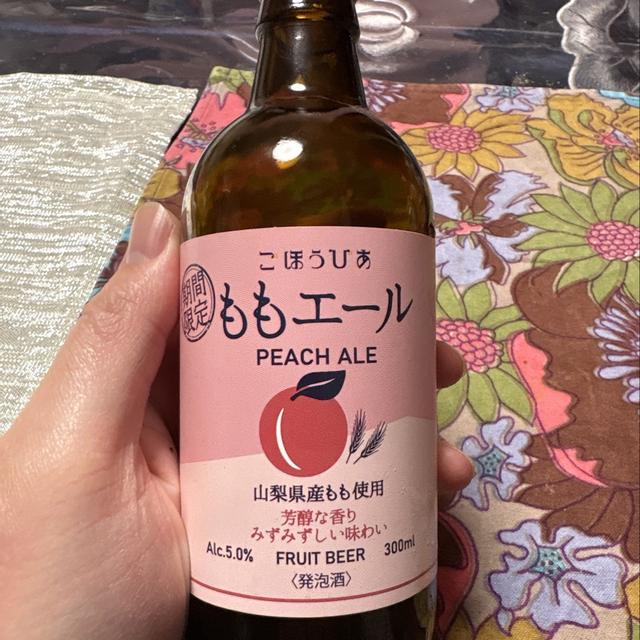 ごほうびあ
期間
限定
ももエール
PEACH ALE
山梨県産もも使用
芳醇な香り
みずみずしい味わい
Alc.5.0% FRUIT BEER 300ml
〈発泡酒〉